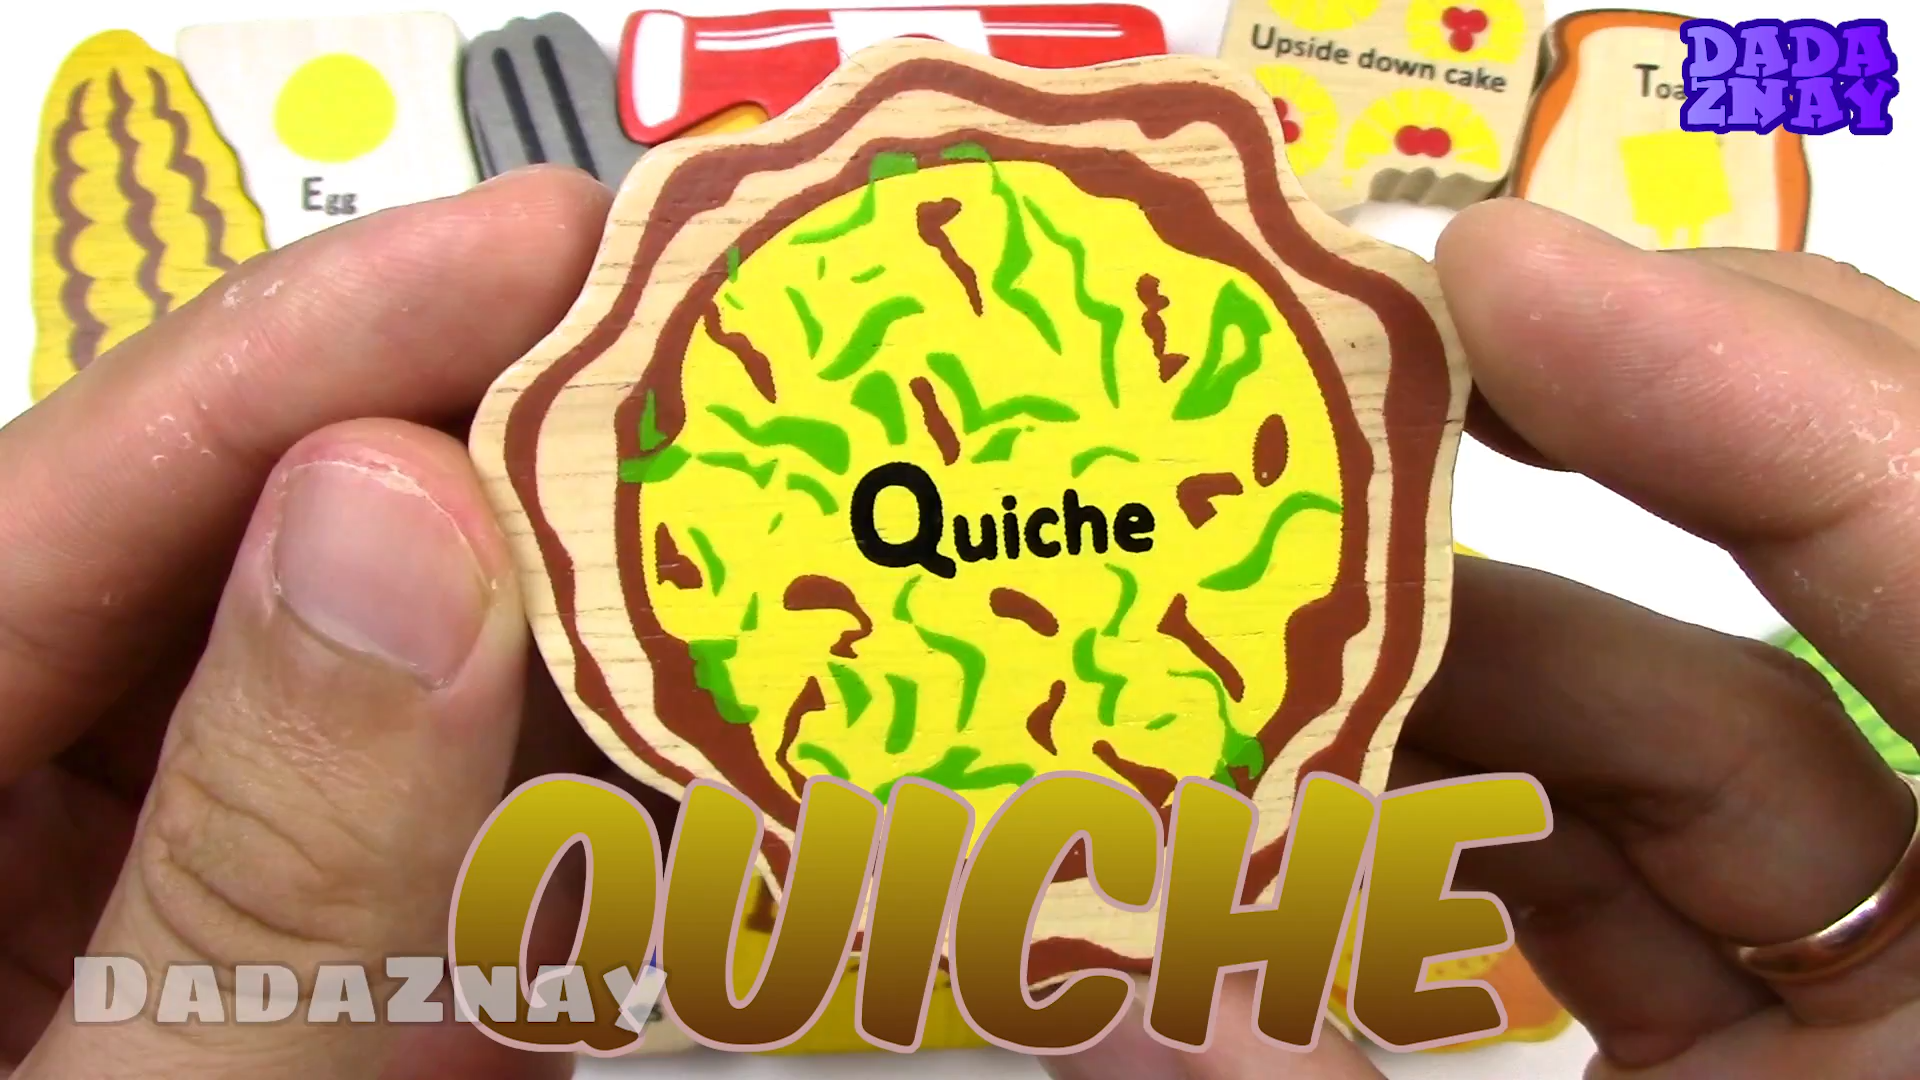 Egg
Upside down cake
DADA
ZNAY
Quiche
QUICHE
DADAZNAY